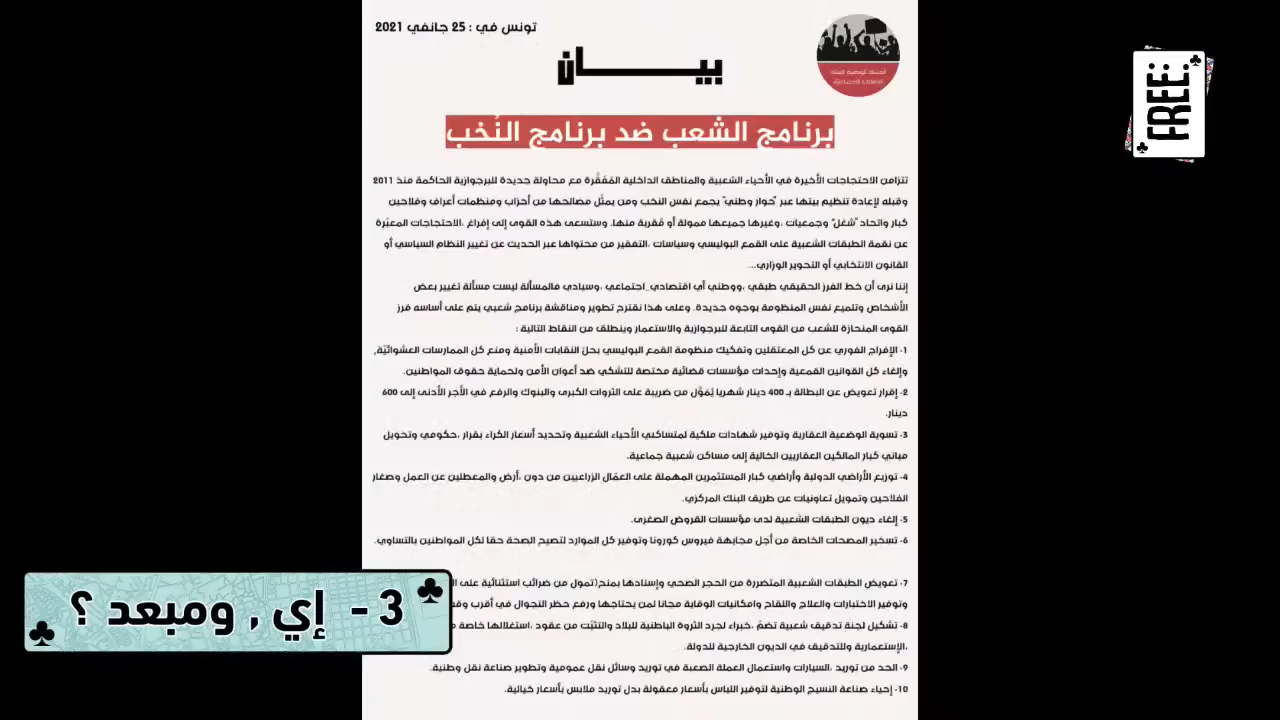 تونس في : 25 جانفي 2021
بيـــــان
برنامج الشعب ضد برنامج النُخب
تتزامن الاحتجاجات الأخيرة في الأحياء الشعبية والمناطق الداخلية المُفَقَّرة مع محاولة جديدة للبرجوازية الحاكمة منذ 2011
وقبله لإعادة تنظيم بيتها عبر "حوار وطني" يجمع نفس النخب ومن يمثّل مصالحها من أحزاب ومنظمات أعراف وفلاحين
كبار واتحاد "شغل" وجمعيات ،وغيرها جميعها ممولة أو مُقربة منها. وستسعى هذه القوى إلى إفراغ ،الاحتجاجات المعبّرة
عن نقمة الطبقات الشعبية على القمع البوليسي وسياسات ،التفقير من محتواها عبر الحديث عن تغيير النظام السياسي أو
القانون الانتخابي أو التحوير الوزاري...
إننا نرى أن خط الفرز الحقيقي طبقي ،ووطني أي اقتصادي_اجتماعي ،وسيادي فالمسألة ليست مسألة تغيير بعض
الأشخاص وتلميع نفس المنظومة بوجوه جديدة. وعلى هذا نقترح تطوير ومناقشة برنامج شعبي يتم على أساسه فرز
القوى المنحازة للشعب من القوى التابعة للبرجوازية والاستعمار وينطلق من النقاط التالية :
1- الإفراج الفوري عن كل المعتقلين وتفكيك منظومة القمع البوليسي بحلّ النقابات الأمنية ومنع كل الممارسات العشوائيّة,
وإلغاء كل القوانين القمعية وإحداث مؤسسات قضائية مختصة للتشكي ضد أعوان الأمن ولحماية حقوق المواطنين.
2- إقرار تعويض عن البطالة بـ 400 دينار شهريا يُموَّل من ضريبة على الثروات الكبرى والبنوك والرفع في الأجر الأدنى إلى 600
دينار.
3- تسوية الوضعية العقارية وتوفير شهادات ملكية لمتساكني الأحياء الشعبية وتحديد أسعار الكراء بقرار ،حكومي وتحويل
مباني كبار المالكين العقاريين الخالية إلى مساكن شعبية جماعية.
4- توزيع الأراضي الدولية وأراضي كبار المستثمرين المهملة على العمّال الزراعيين من دون ،أرض والمعطلين عن العمل وصغار
الفلاحين وتمويل تعاونيات عن طريق البنك المركزي.
5- إلغاء ديون الطبقات الشعبية لدى مؤسسات القروض الصغرى.
6- تسخير المصحات الخاصة من أجل مجابهة فيروس كورونا وتوفير كل الموارد لتصبح الصحة حقا لكل المواطنين بالتساوي.
7- تعويض الطبقات الشعبية المتضررة من الحجر الصحي وإسنادها بمنح(تمول من ضرائب استثنائية على
وتوفير الاختبارات والعلاج واللقاح وامكانيات الوقاية مجانا لمن يحتاجها ورفع حظر التجوال في أقرب
8- تشكيل لجنة تدقيق شعبية تضمّ ،خبراء لجرد الثروة الباطنية للبلاد والتثبّت من عقود ،استغلالها خاصة
،الإستعمارية وللتدقيق في الديون الخارجية للدولة.
9- الحد من توريد ،السيارات واستعمال العملة الصعبة في توريد وسائل نقل عمومية وتطوير صناعة نقل وطنية.
10- إحياء صناعة النسيج الوطنية لتوفير اللباس بأسعار معقولة بدل توريد ملابس بأسعار خيالية.
3 - إي , ومبعد ؟
FREE: